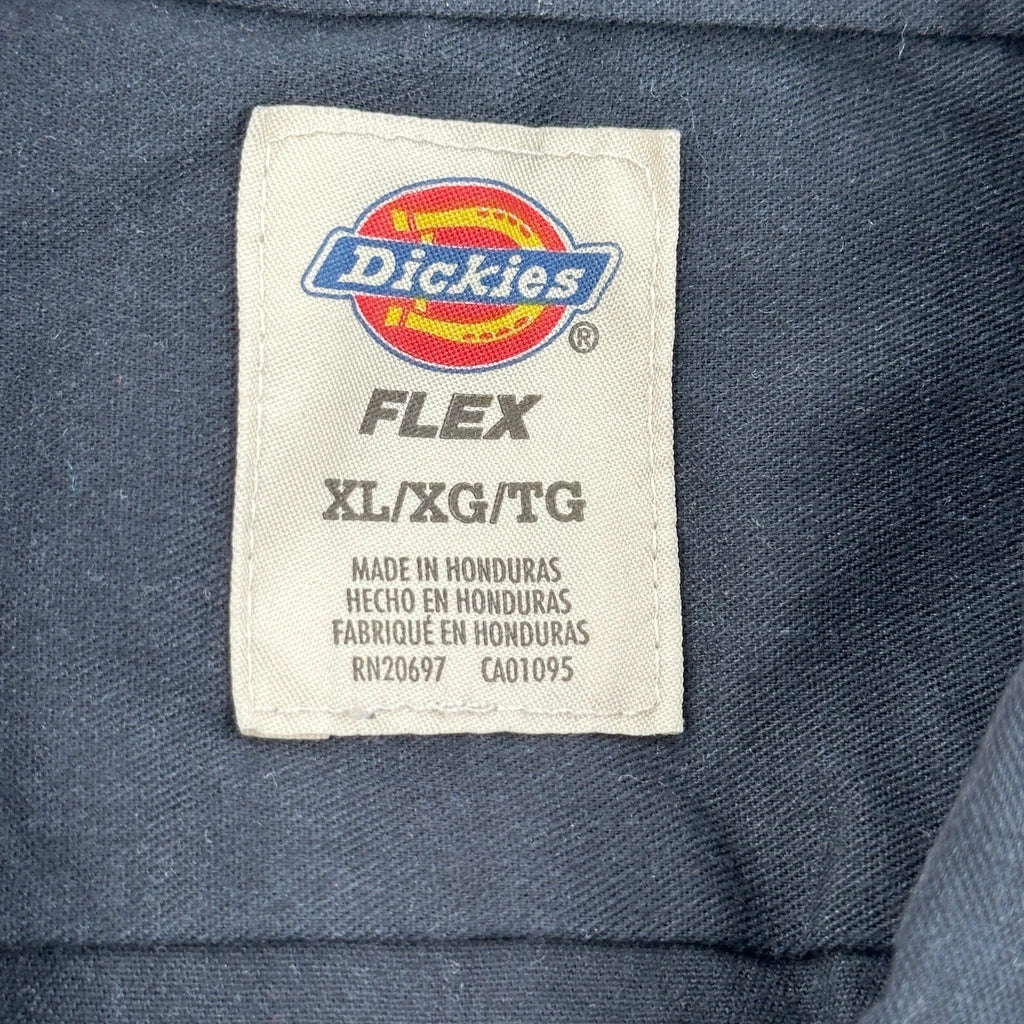 Dickies
®
FLEX
XL/XG/TG
MADE IN HONDURAS
HECHO EN HONDURAS
FABRIQUÉ EN HONDURAS
RN20697 CA01095